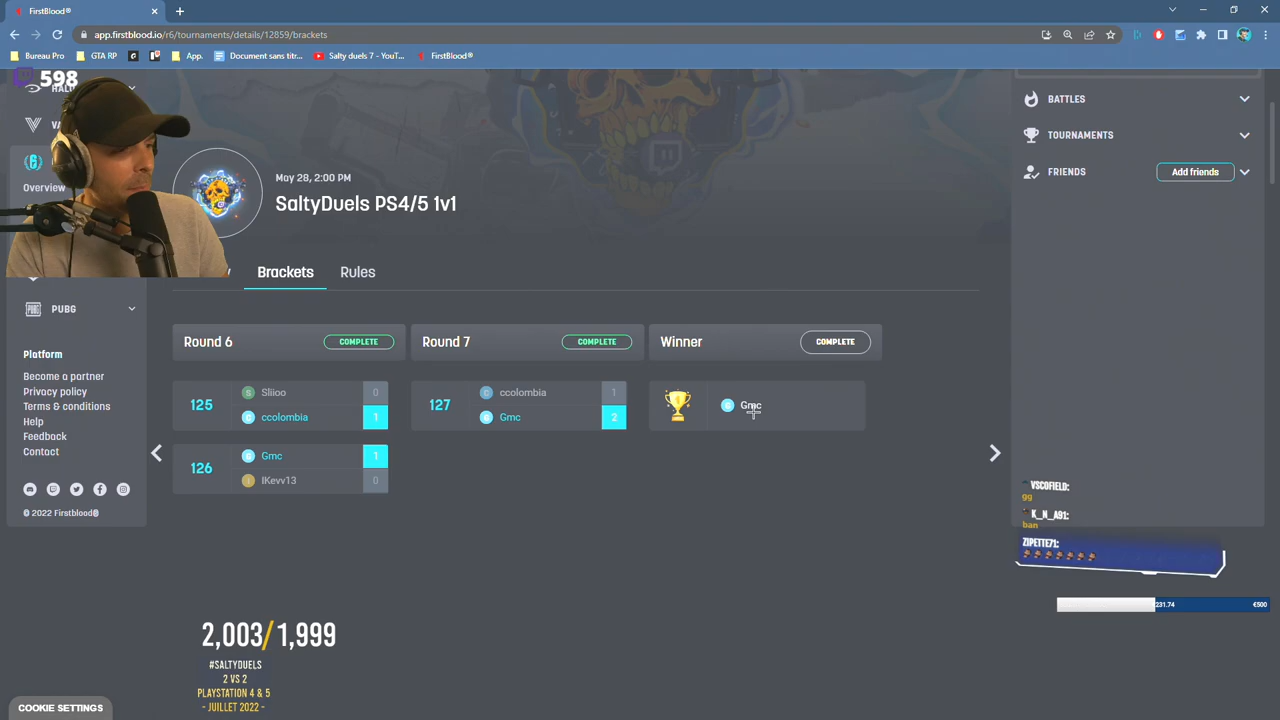 FirstBlood®
app.firstblood.io/r6/tournaments/details/12859/brackets
Bureau Pro
GTA RP
App.
Document sans titr...
Salty duels 7 - YouT...
FirstBlood®
598
BATTLES
TOURNAMENTS
FRIENDS
Add friends
Overview
May 28, 2:00 PM
SaltyDuels PS4/5 1v1
Brackets
Rules
PUBG
Round 6
COMPLETE
Round 7
COMPLETE
Winner
COMPLETE
125
Sliioo
0
ccolombia
1
127
ccolombia
1
Gmc
2
Gmc
126
Gmc
1
IKevv13
0
Platform
Become a partner
Privacy policy
Terms & conditions
Help
Feedback
Contact
© 2022 Firstblood®
VSCOFIELD:
gg
K_N_A91:
ban
ZIPETTE71:
231.74
€500
2,003/1,999
#SALTYDUELS
2 VS 2
PLAYSTATION 4 & 5
- JUILLET 2022 -
COOKIE SETTINGS